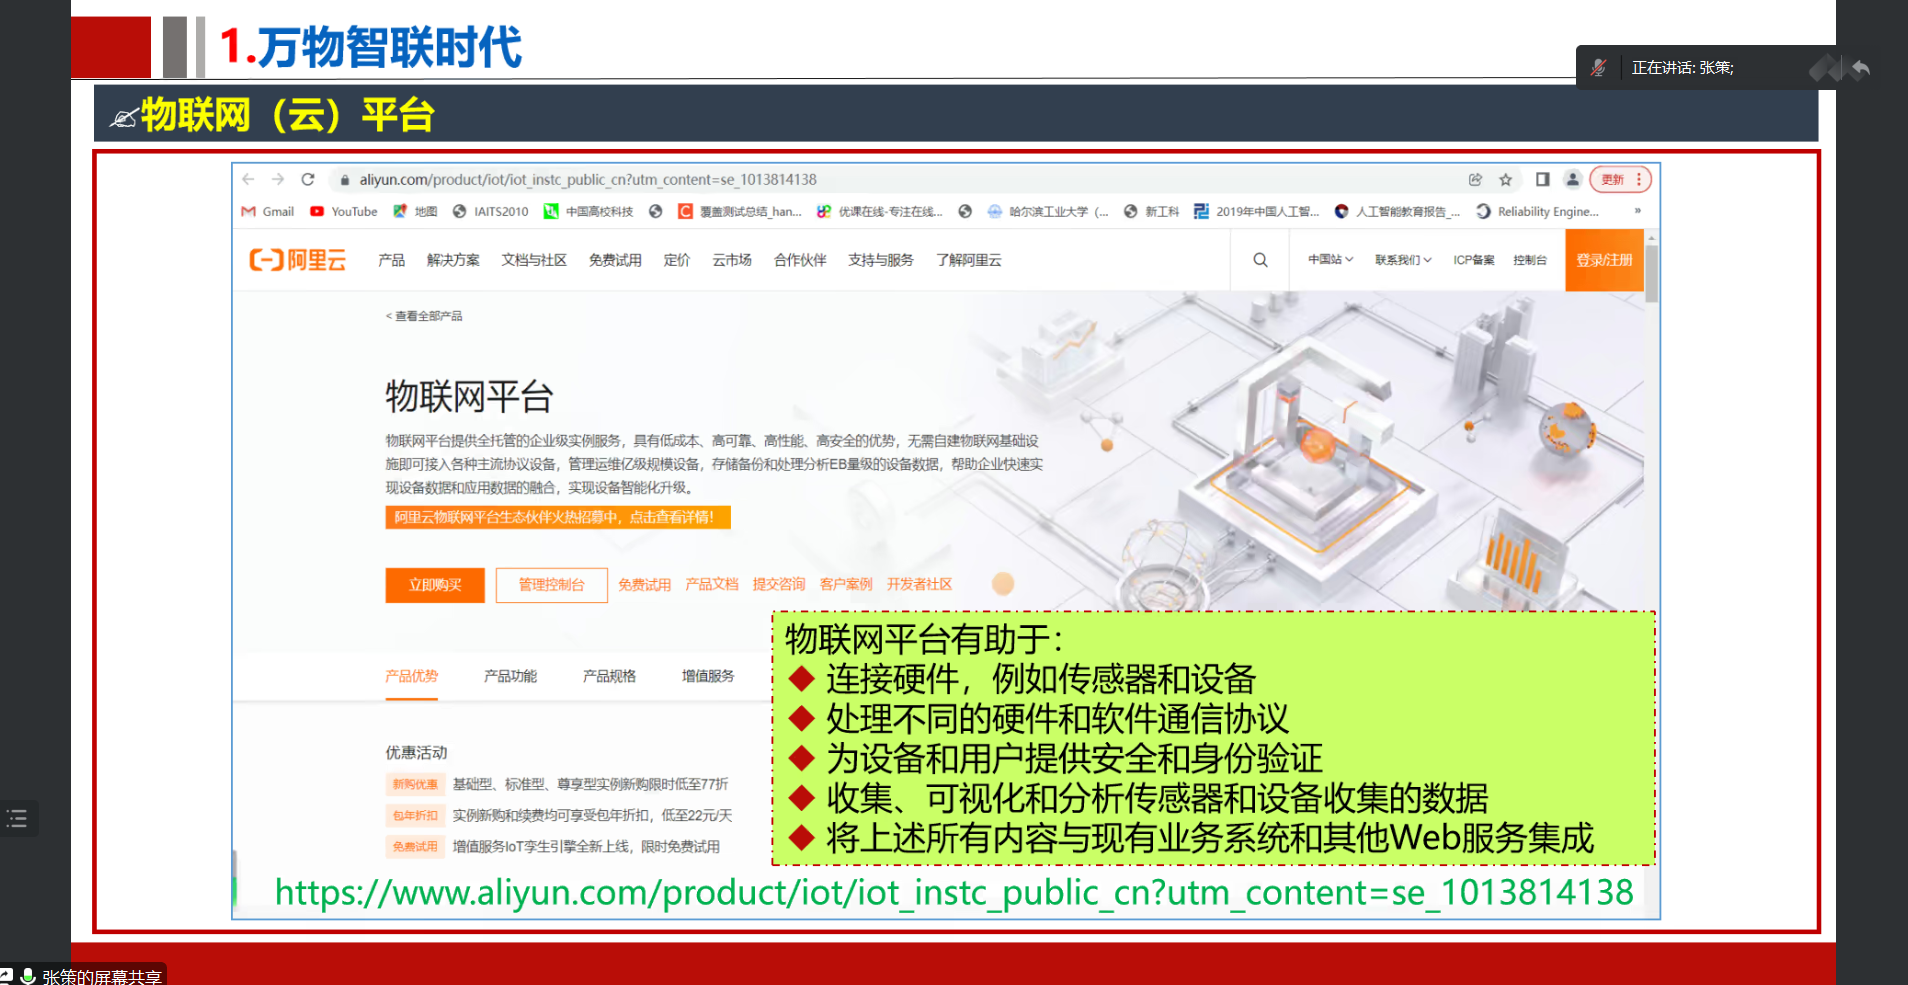 1.万物智联时代
正在讲话: 张策;
物联网（云）平台
aliyun.com/product/iot/iot_instc_public_cn?utm_content=se_1013814138
更新
Gmail YouTube 地图 IAITS2010 中国高校科技 覆盖测试总结_han... 优课在线-专注在线... 哈尔滨工业大学（... 新工科 2019年中国人工智... 人工智能教育报告_... Reliability Engine... »
阿里云 产品 解决方案 文档与社区 免费试用 定价 云市场 合作伙伴 支持与服务 了解阿里云 中国站 联系我们 ICP备案 控制台 登录/注册
< 查看全部产品
物联网平台
物联网平台提供全托管的企业级实例服务，具有低成本、高可靠、高性能、高安全的优势，无需自建物联网基础设
施即可接入各种主流协议设备，管理运维亿级规模设备，存储备份和处理分析EB量级的设备数据，帮助企业快速实
现设备数据和应用数据的融合，实现设备智能化升级。
阿里云物联网平台生态伙伴火热招募中，点击查看详情！
立即购买 管理控制台 免费试用 产品文档 提交咨询 客户案例 开发者社区
产品优势 产品功能 产品规格 增值服务
优惠活动
新购优惠 基础型、标准型、尊享型实例新购限时低至77折
包年折扣 实例新购和续费均可享受包年折扣，低至22元/天
免费试用 增值服务IoT孪生引擎全新上线，限时免费试用
物联网平台有助于：
◆ 连接硬件，例如传感器和设备
◆ 处理不同的硬件和软件通信协议
◆ 为设备和用户提供安全和身份验证
◆ 收集、可视化和分析传感器和设备收集的数据
◆ 将上述所有内容与现有业务系统和其他Web服务集成
https://www.aliyun.com/product/iot/iot_instc_public_cn?utm_content=se_1013814138
张策的屏幕共享